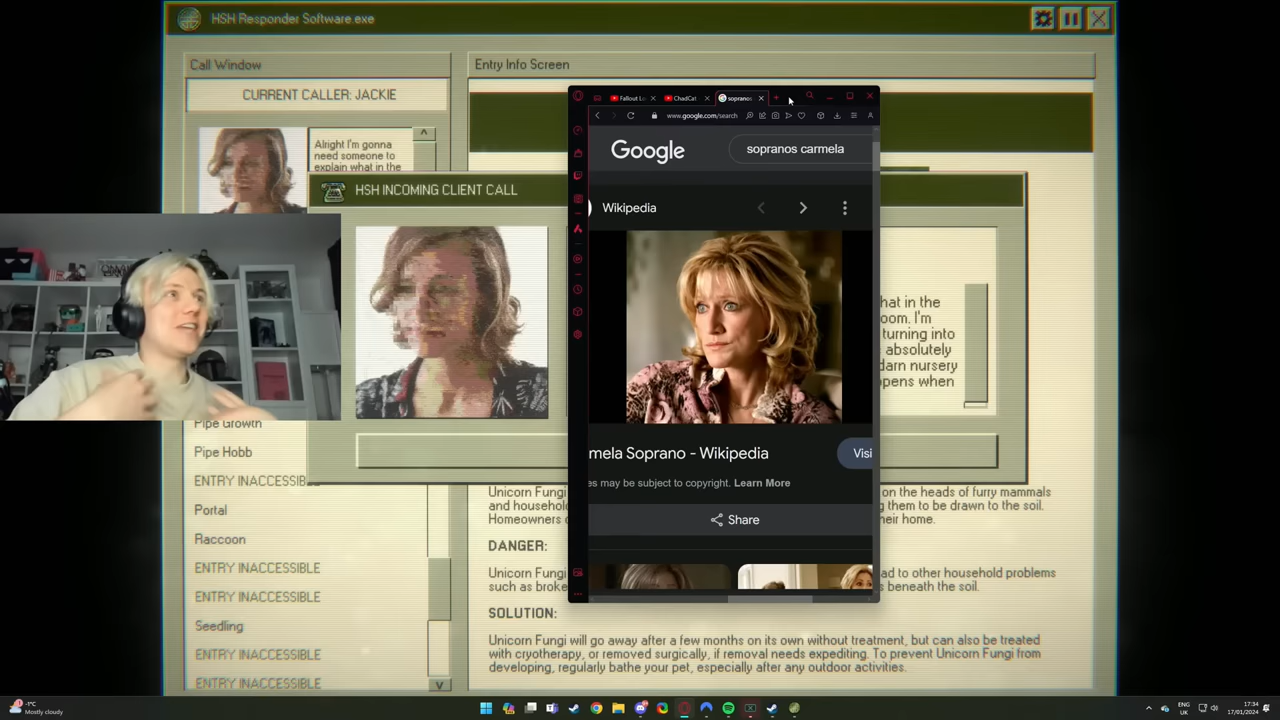 HSH Responder Software.exe
Call Window
CURRENT CALLER: JACKIE
Alright I'm gonna
need someone to
explain what in the
Entry Info Screen
HSH INCOMING CLIENT CALL
Fallout Lo
ChadCat
sopranos
www.google.com/search
Google
sopranos carmela
Wikipedia
mela Soprano - Wikipedia
Visi
es may be subject to copyright. Learn More
Share
hat in the
oom. I'm
turning into
absolutely
darn nursery
pens when
Pipe Growth
Pipe Hobb
ENTRY INACCESSIBLE
Portal
Raccoon
ENTRY INACCESSIBLE
ENTRY INACCESSIBLE
Seedling
ENTRY INACCESSIBLE
ENTRY INACCESSIBLE
Unicorn Fungi
on the heads of furry mammals
and household
g them to be drawn to the soil.
Homeowners
heir home.
DANGER:
Unicorn Fungi
ad to other household problems
such as broke
s beneath the soil.
SOLUTION:
Unicorn Fungi will go away after a few months on its own without treatment, but can also be treated
with cryotherapy, or removed surgically, if removal needs expediting. To prevent Unicorn Fungi from
developing, regularly bathe your pet, especially after any outdoor activities.
-1°C
Mostly cloudy
ENG
UK
17:34
17/01/2024